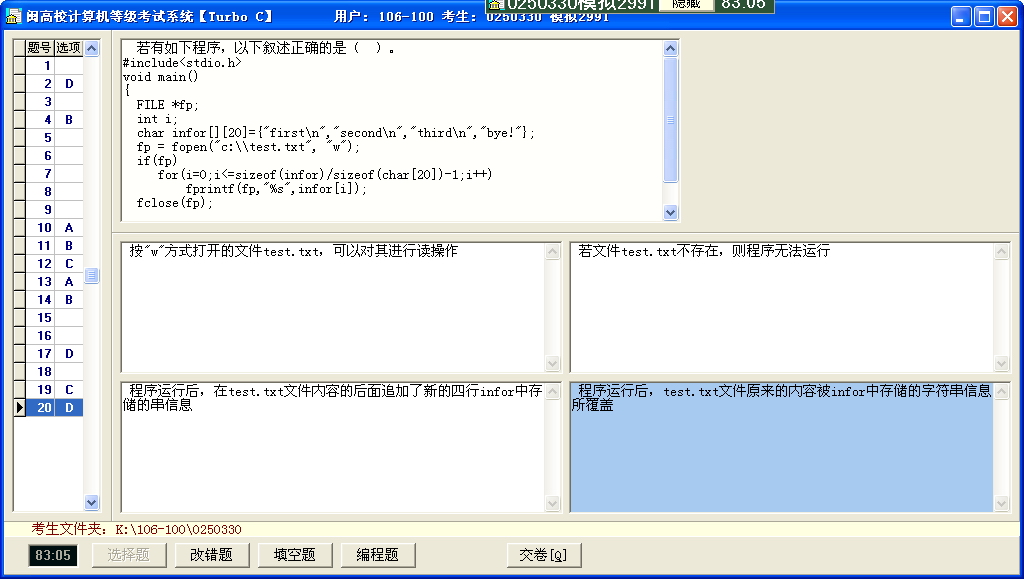 闽高校计算机等级考试系统【Turbo C】 用户: 106-100 考生: 0250330 模拟2991
0250330模拟2991 隐藏 83:05
题号 选项
1
2 D
3
4 B
5
6
7
8
9
10 A
11 B
12 C
13 A
14 B
15
16
17 D
18
19 C
20 D
若有如下程序，以下叙述正确的是（ ）。
#include<stdio.h>
void main()
{
FILE *fp;
int i;
char infor[][20]={"first\n","second\n","third\n","bye!"};
fp = fopen("c:\\test.txt", "w");
if(fp)
for(i=0;i<=sizeof(infor)/sizeof(char[20])-1;i++)
fprintf(fp,"%s",infor[i]);
fclose(fp);
按"w"方式打开的文件test.txt，可以对其进行读操作
若文件test.txt不存在，则程序无法运行
程序运行后，在test.txt文件内容的后面追加了新的四行infor中存
储的串信息
程序运行后，test.txt文件原来的内容被infor中存储的字符串信息
所覆盖
考生文件夹: K:\106-100\0250330
83:05 选择题 改错题 填空题 编程题 交卷[Q]